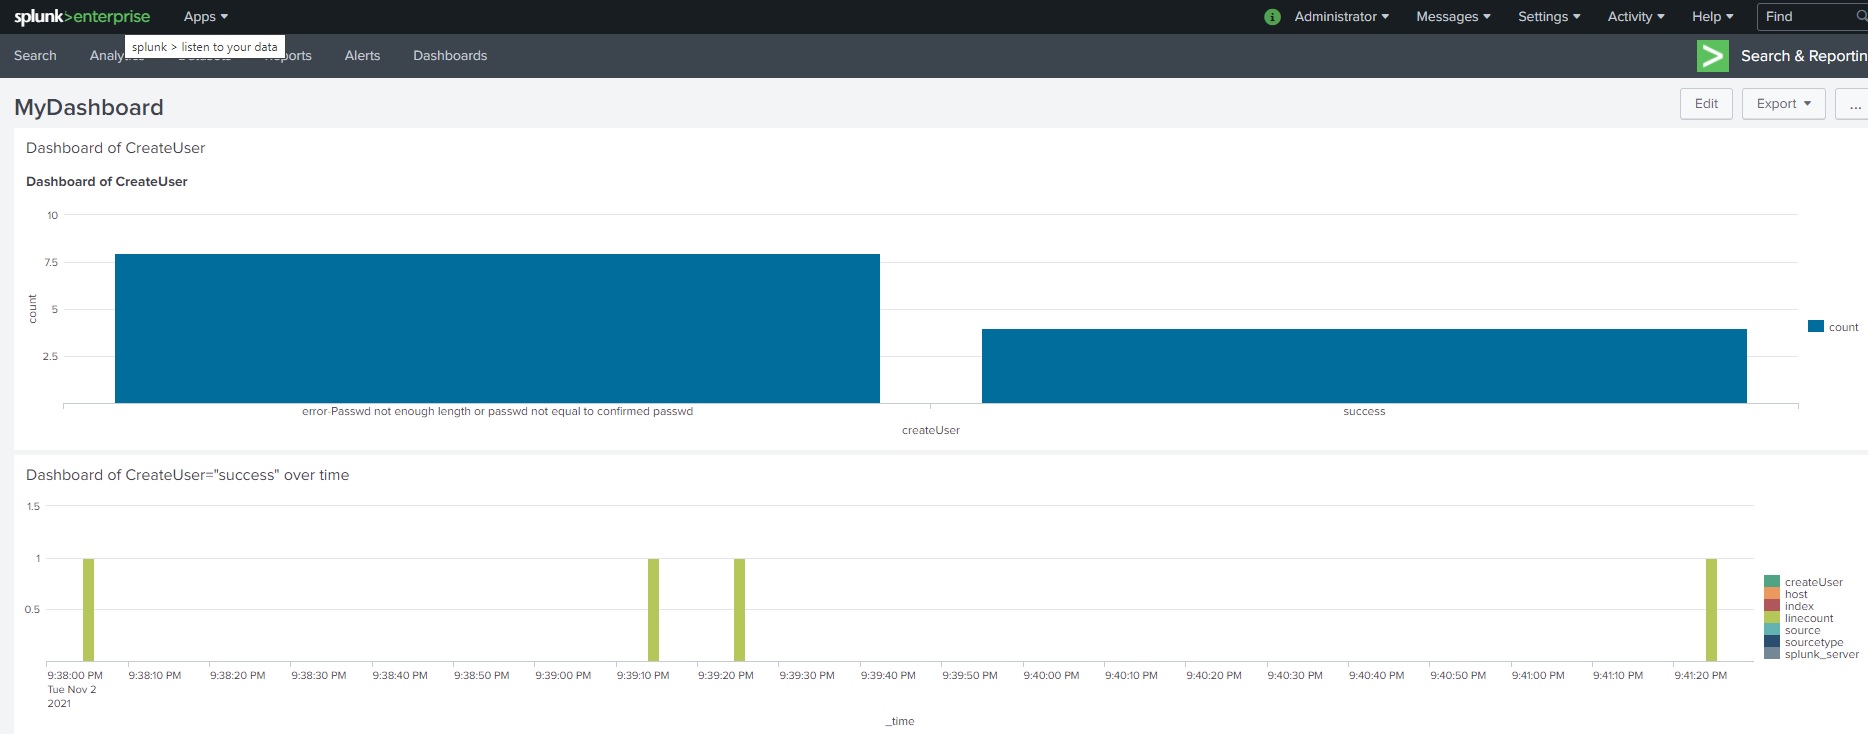 splunk>enterprise Apps Administrator Messages Settings Activity Help Find
splunk > listen to your data
Search Dashboards Alerts
Search & Reportin
MyDashboard
Edit Export ...
Dashboard of CreateUser
Dashboard of CreateUser
10
7.5
5
2.5
count
count
error-Passwd not enough length or passwd not equal to confirmed passwd success
createUser
Dashboard of CreateUser="success" over time
1.5
1
0.5
createUser
host
index
linecount
source
sourcetype
splunk_server
9:38:00 PM 9:38:10 PM 9:38:20 PM 9:38:30 PM 9:38:40 PM 9:38:50 PM 9:39:00 PM 9:39:10 PM 9:39:20 PM 9:39:30 PM 9:39:40 PM 9:39:50 PM 9:40:00 PM 9:40:10 PM 9:40:20 PM 9:40:30 PM 9:40:40 PM 9:40:50 PM 9:41:00 PM 9:41:10 PM 9:41:20 PM
Tue Nov 2
2021
_time